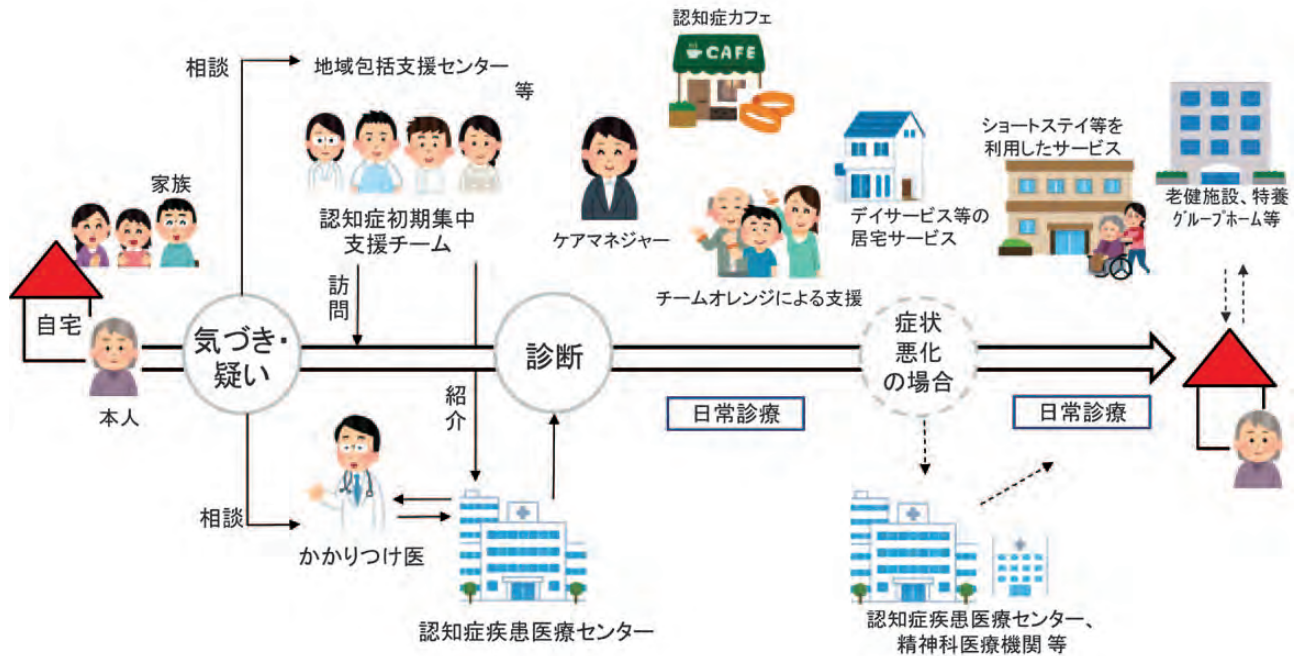 認知症カフェ
CAFE
相談
地域包括支援センター
等
家族
自宅
本人
認知症初期集中
支援チーム
訪問
気づき・
疑い
相談
かかりつけ医
紹介
認知症疾患医療センター
診断
ケアマネジャー
チームオレンジによる支援
デイサービス等の
居宅サービス
ショートステイ等を
利用したサービス
老健施設、特養
グループホーム等
日常診療
症状
悪化
の場合
日常診療
認知症疾患医療センター、
精神科医療機関 等